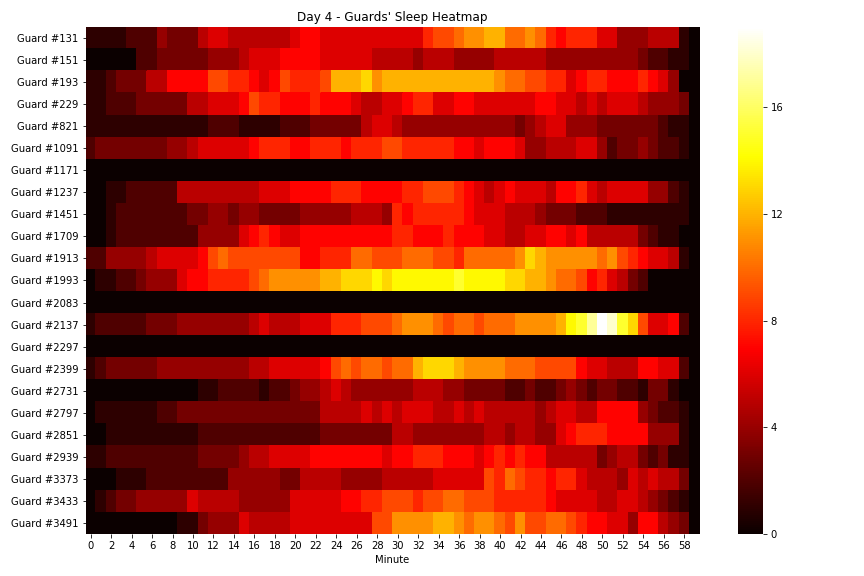 Day 4 - Guards' Sleep Heatmap
Guard #131
Guard #151
Guard #193
Guard #229
Guard #821
Guard #1091
Guard #1171
Guard #1237
Guard #1451
Guard #1709
Guard #1913
Guard #1993
Guard #2083
Guard #2137
Guard #2297
Guard #2399
Guard #2731
Guard #2797
Guard #2851
Guard #2939
Guard #3373
Guard #3433
Guard #3491
0 2 4 6 8 10 12 14 16 18 20 22 24 26 28 30 32 34 36 38 40 42 44 46 48 50 52 54 56 58
Minute
16
12
8
4
0